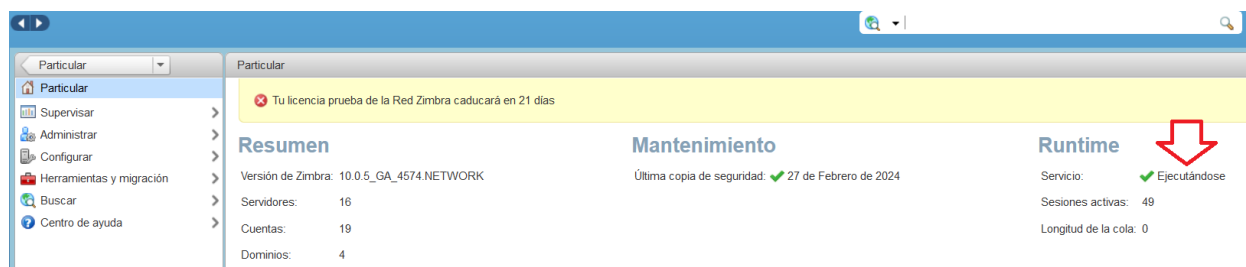 Particular
Particular
Supervisar
Administrar
Configurar
Herramientas y migración
Buscar
Centro de ayuda
Particular
Tu licencia prueba de la Red Zimbra caducará en 21 días
Resumen
Versión de Zimbra: 10.0.5_GA_4574.NETWORK
Servidores: 16
Cuentas: 19
Dominios: 4
Mantenimiento
Última copia de seguridad: 27 de Febrero de 2024
Runtime
Servicio: Ejecutándose
Sesiones activas: 49
Longitud de la cola: 0